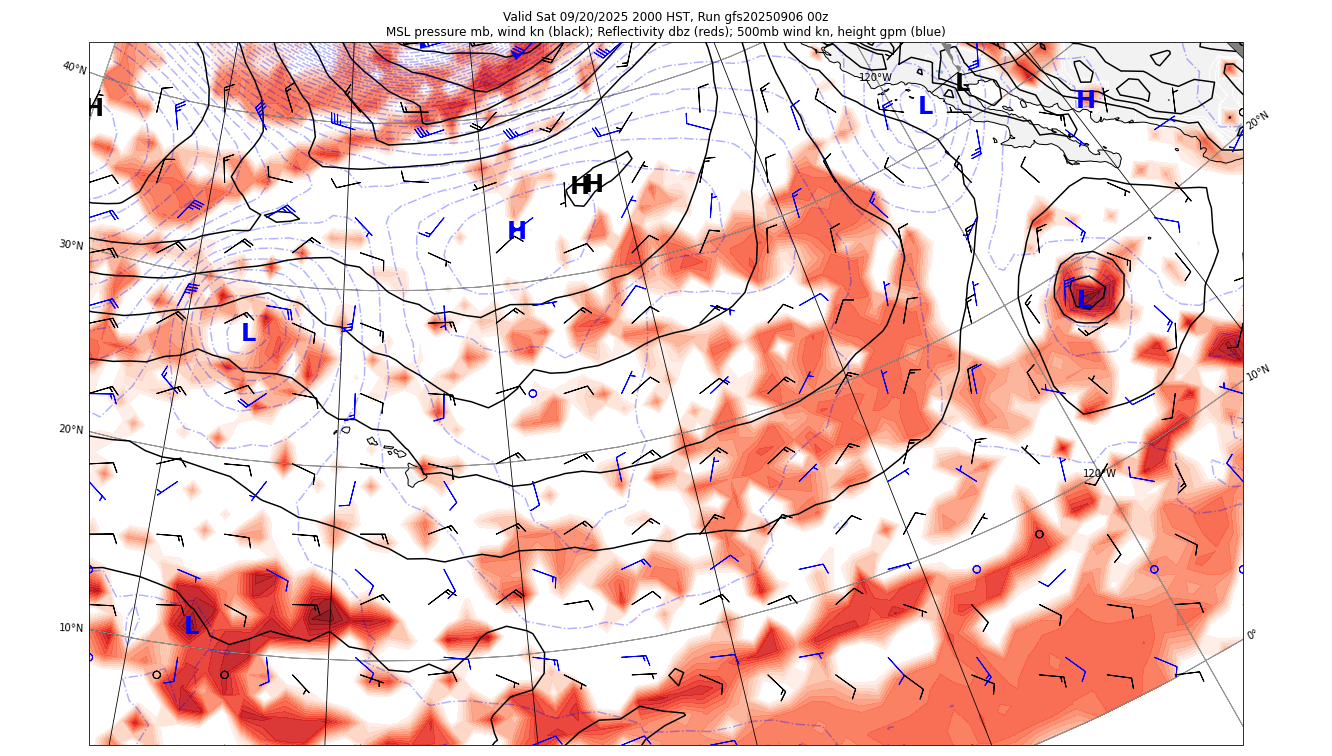 Valid Sat 09/20/2025 2000 HST, Run gfs20250906 00z
MSL pressure mb, wind kn (black); Reflectivity dbz (reds); 500mb wind kn, height gpm (blue)
40°N
120°W
L
L
H
H
20°N
H H
30°N
H
L
L
10°N
20°N
120°W
L
10°N
0°